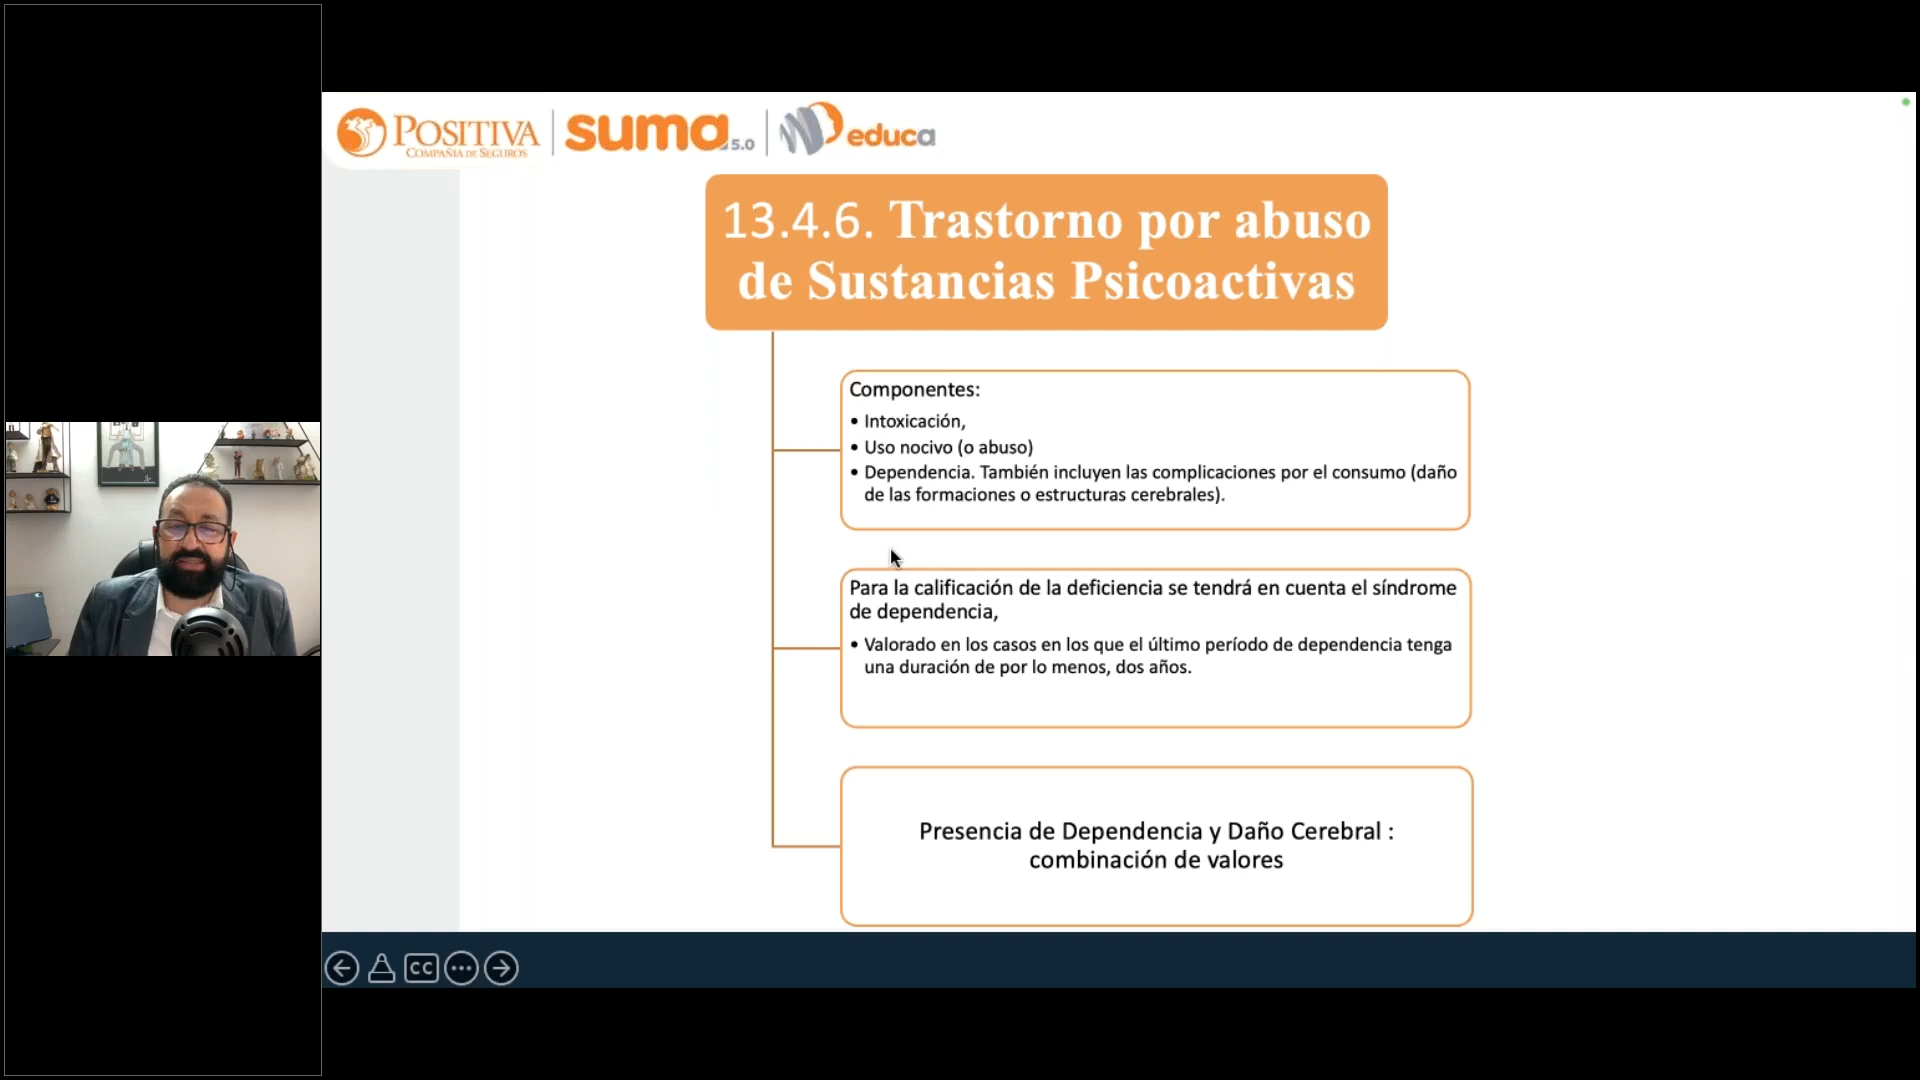 POSITIVA
COMPAÑIA DE SEGUROS
suma 5.0
educa
13.4.6. Trastorno por abuso
de Sustancias Psicoactivas
Componentes:
• Intoxicación,
• Uso nocivo (o abuso)
• Dependencia. También incluyen las complicaciones por el consumo (daño
de las formaciones o estructuras cerebrales).
Para la calificación de la deficiencia se tendrá en cuenta el síndrome
de dependencia,
• Valorado en los casos en los que el último período de dependencia tenga
una duración de por lo menos, dos años.
Presencia de Dependencia y Daño Cerebral :
combinación de valores
CC